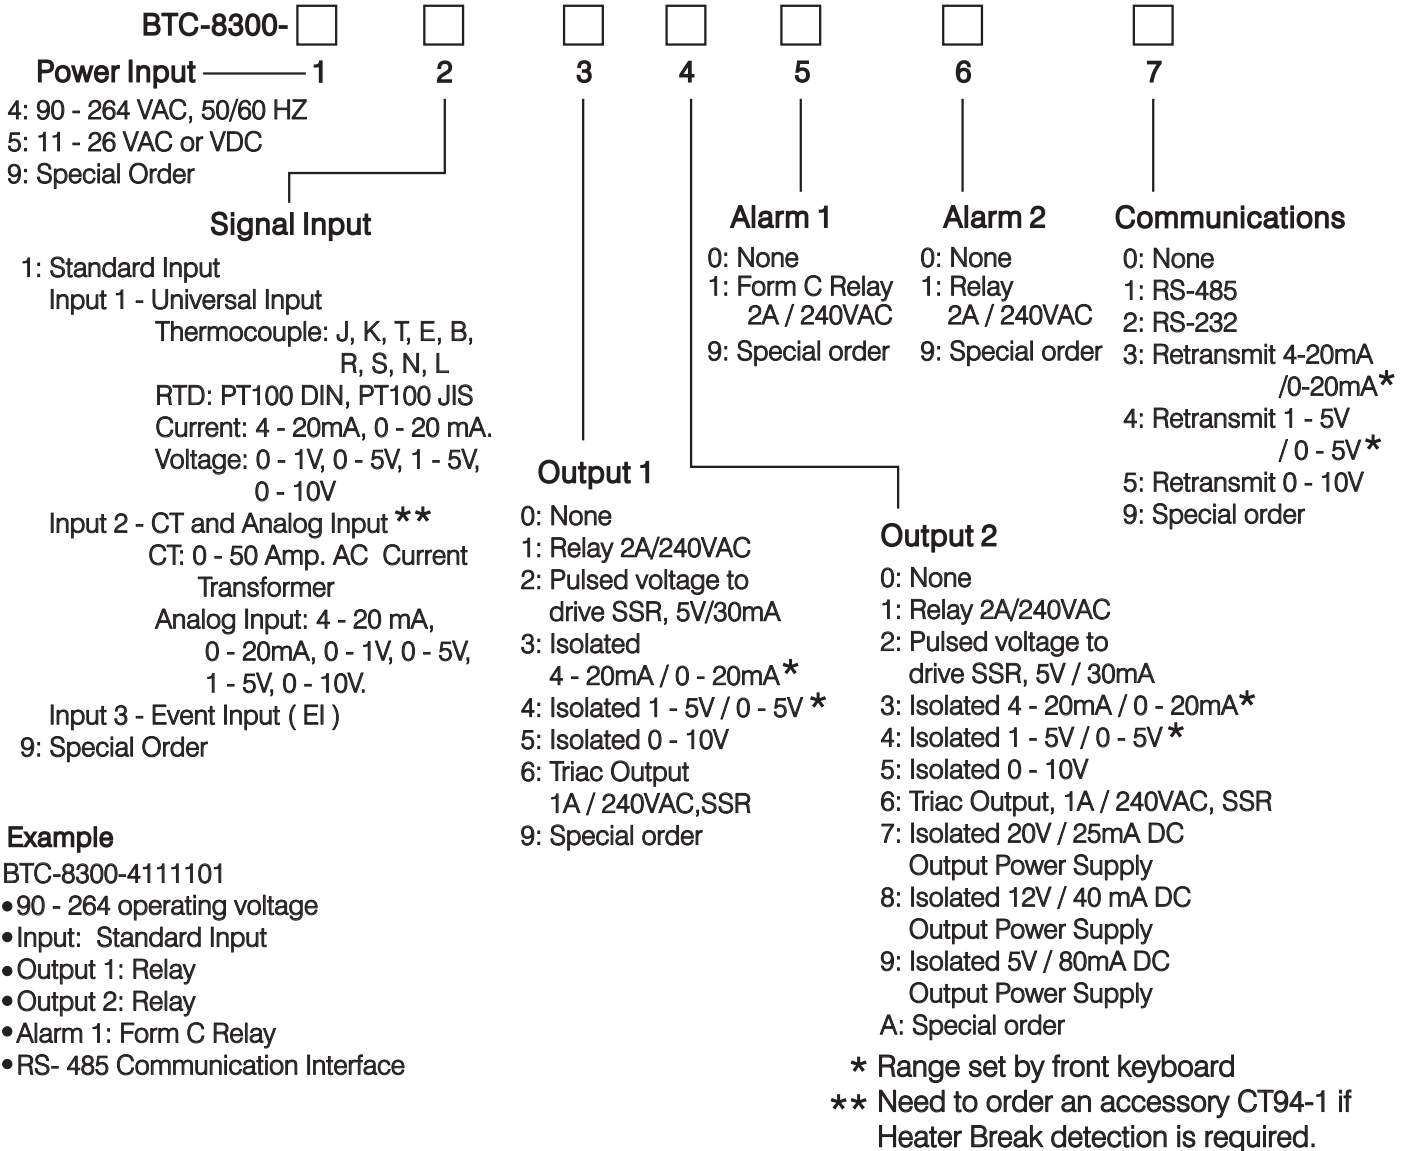 BTC-8300-
Power Input 1 2 3 4 5 6 7
4: 90 - 264 VAC, 50/60 HZ
5: 11 - 26 VAC or VDC
9: Special Order
Signal Input
1: Standard Input
Input 1 - Universal Input
Thermocouple: J, K, T, E, B,
R, S, N, L
RTD: PT100 DIN, PT100 JIS
Current: 4 - 20mA, 0 - 20 mA.
Voltage: 0 - 1V, 0 - 5V, 1 - 5V,
0 - 10V
Input 2 - CT and Analog Input **
CT: 0 - 50 Amp. AC Current
Transformer
Analog Input: 4 - 20 mA,
0 - 20mA, 0 - 1V, 0 - 5V,
1 - 5V, 0 - 10V.
Input 3 - Event Input ( EI )
9: Special Order
Output 1
0: None
1: Relay 2A/240VAC
2: Pulsed voltage to
drive SSR, 5V/30mA
3: Isolated
4 - 20mA / 0 - 20mA*
4: Isolated 1 - 5V / 0 - 5V *
5: Isolated 0 - 10V
6: Triac Output
1A / 240VAC,SSR
9: Special order
Output 2
0: None
1: Relay 2A/240VAC
2: Pulsed voltage to
drive SSR, 5V / 30mA
3: Isolated 4 - 20mA / 0 - 20mA*
4: Isolated 1 - 5V / 0 - 5V *
5: Isolated 0 - 10V
6: Triac Output, 1A / 240VAC, SSR
7: Isolated 20V / 25mA DC
Output Power Supply
8: Isolated 12V / 40 mA DC
Output Power Supply
9: Isolated 5V / 80mA DC
Output Power Supply
A: Special order
Alarm 1
0: None
1: Form C Relay
2A / 240VAC
9: Special order
Alarm 2
0: None
1: Relay
2A / 240VAC
9: Special order
Communications
0: None
1: RS-485
2: RS-232
3: Retransmit 4-20mA
/0-20mA*
4: Retransmit 1 - 5V
/ 0 - 5V *
5: Retransmit 0 - 10V
9: Special order
Example
BTC-8300-4111101
• 90 - 264 operating voltage
• Input: Standard Input
• Output 1: Relay
• Output 2: Relay
• Alarm 1: Form C Relay
• RS- 485 Communication Interface
* Range set by front keyboard
** Need to order an accessory CT94-1 if
Heater Break detection is required.